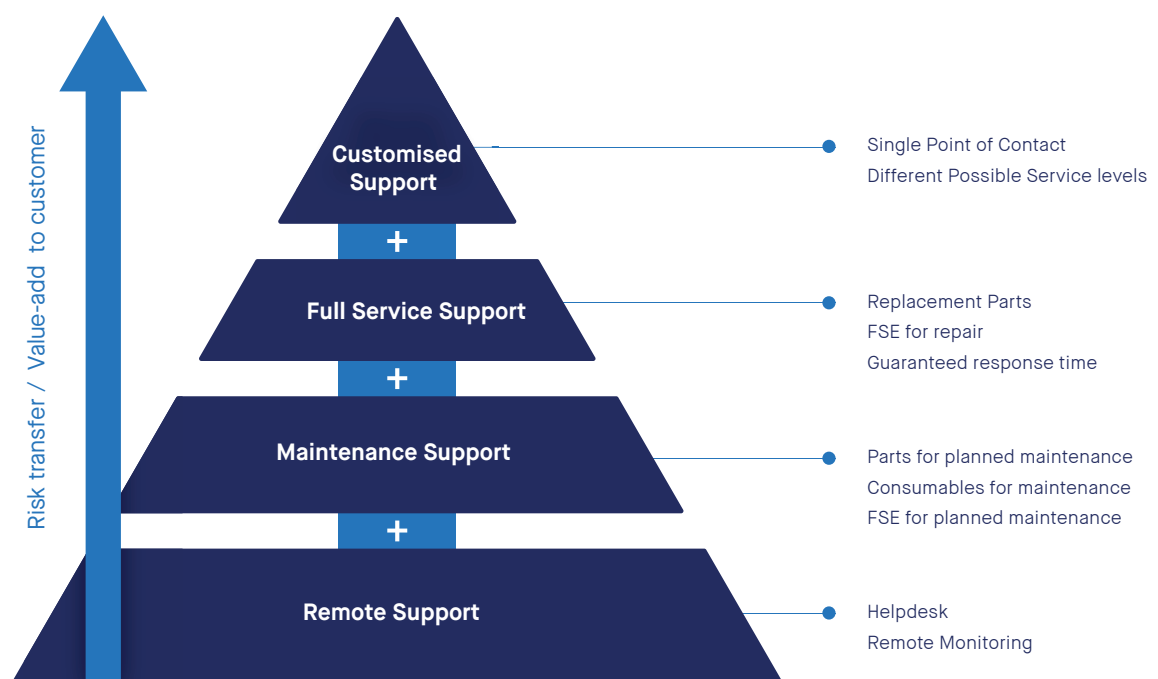 Risk transfer / Value-add to customer
Customised
Support
Single Point of Contact
Different Possible Service levels
+
Full Service Support
Replacement Parts
FSE for repair
Guaranteed response time
+
Maintenance Support
Parts for planned maintenance
Consumables for maintenance
FSE for planned maintenance
+
Remote Support
Helpdesk
Remote Monitoring